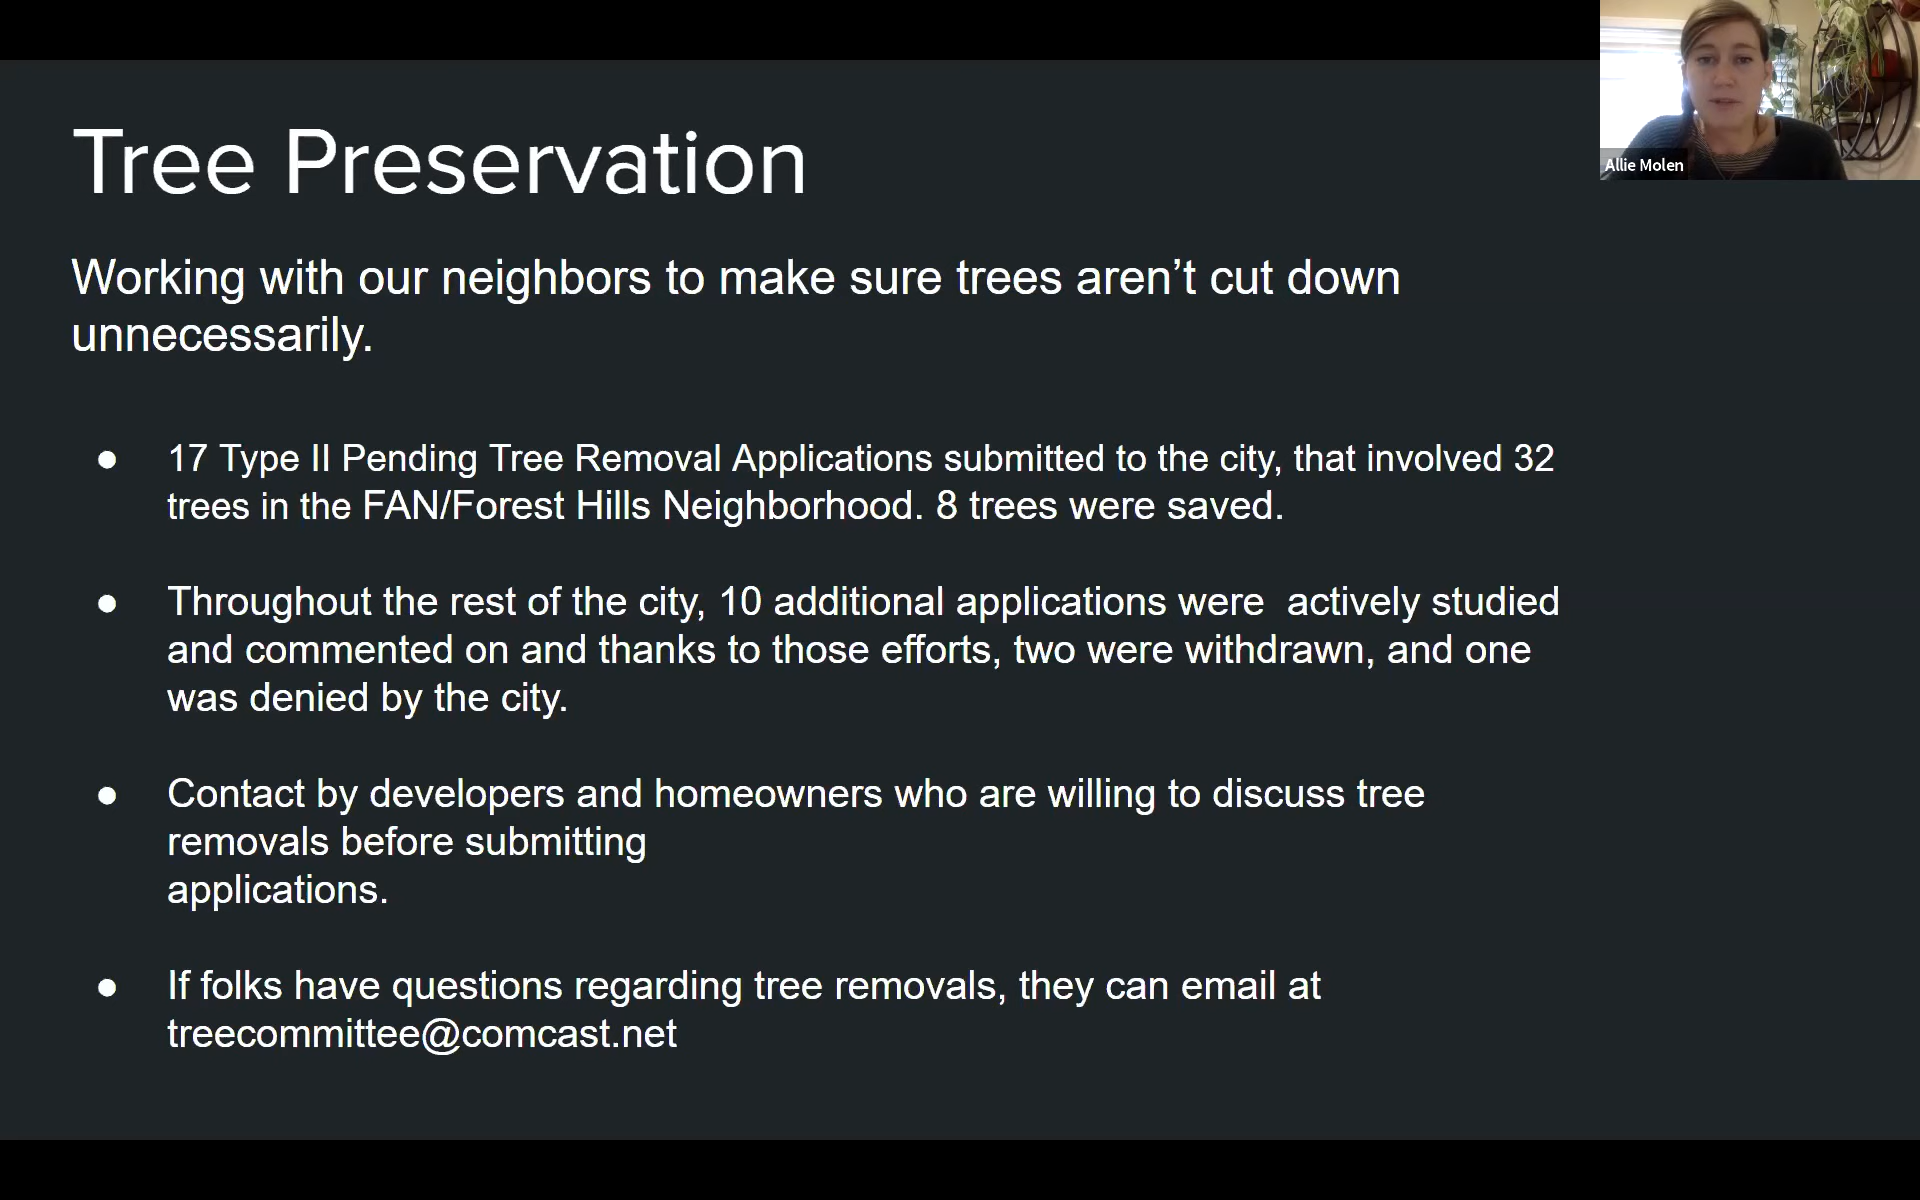 Allie Molen
Tree Preservation
Working with our neighbors to make sure trees aren’t cut down
unnecessarily.
● 17 Type II Pending Tree Removal Applications submitted to the city, that involved 32
trees in the FAN/Forest Hills Neighborhood. 8 trees were saved.
● Throughout the rest of the city, 10 additional applications were  actively studied
and commented on and thanks to those efforts, two were withdrawn, and one
was denied by the city.
● Contact by developers and homeowners who are willing to discuss tree
removals before submitting
applications.
● If folks have questions regarding tree removals, they can email at
treecommittee@comcast.net